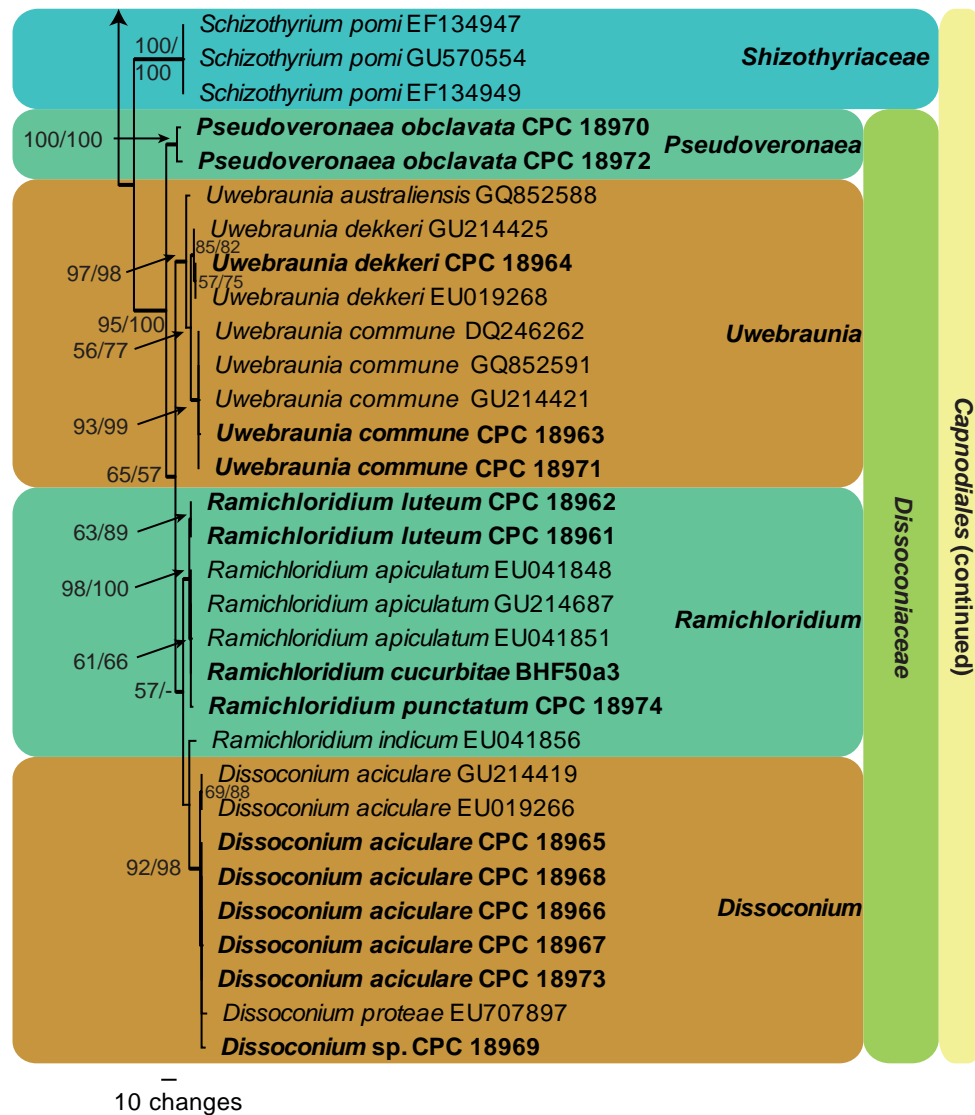 Schizothyrium pomi EF134947
100/
100
Schizothyrium pomi GU570554
Shizothyriaceae
Schizothyrium pomi EF134949
100/100
Pseudoveronaea obclavata CPC 18970
Pseudoveronaea
Pseudoveronaea obclavata CPC 18972
Uwebraunia australiensis GQ852588
Uwebraunia dekkeri GU214425
85/82
97/98
Uwebraunia dekkeri CPC 18964
57/75
Uwebraunia dekkeri EU019268
95/100
Uwebraunia commune DQ246262
Uwebraunia
56/77
Uwebraunia commune GQ852591
Uwebraunia commune GU214421
93/99
Uwebraunia commune CPC 18963
65/57
Uwebraunia commune CPC 18971
Ramichloridium luteum CPC 18962
63/89
Ramichloridium luteum CPC 18961
98/100
Ramichloridium apiculatum EU041848
Ramichloridium apiculatum GU214687
Ramichloridium
Ramichloridium apiculatum EU041851
61/66
Ramichloridium cucurbitae BHF50a3
57/-
Ramichloridium punctatum CPC 18974
Ramichloridium indicum EU041856
Dissoconium aciculare GU214419
69/88
Dissoconium aciculare EU019266
Dissoconium aciculare CPC 18965
92/98
Dissoconium aciculare CPC 18968
Dissoconium aciculare CPC 18966
Dissoconium
Dissoconium aciculare CPC 18967
Dissoconium aciculare CPC 18973
Dissoconium proteae EU707897
Dissoconium sp. CPC 18969
Dissoconiaceae
Capnodiales (continued)
10 changes